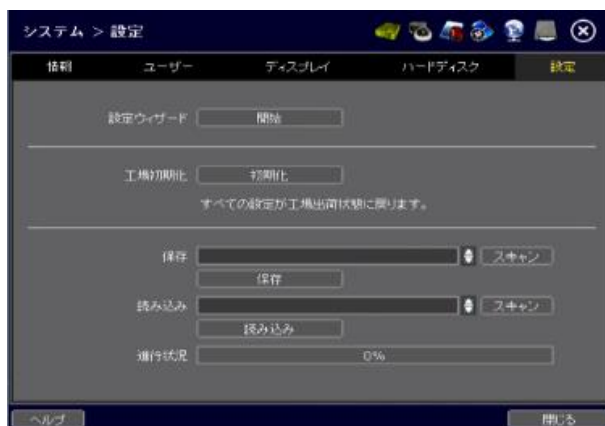 システム > 設定
情報 ユーザー ディスプレイ ハードディスク 設定
設定ウィザード 開始
工場初期化 初期化
すべての設定が工場出荷状態に戻ります。
保存 スキャン
保存
読み込み スキャン
読み込み
進行状況 0%
ヘルプ 閉じる